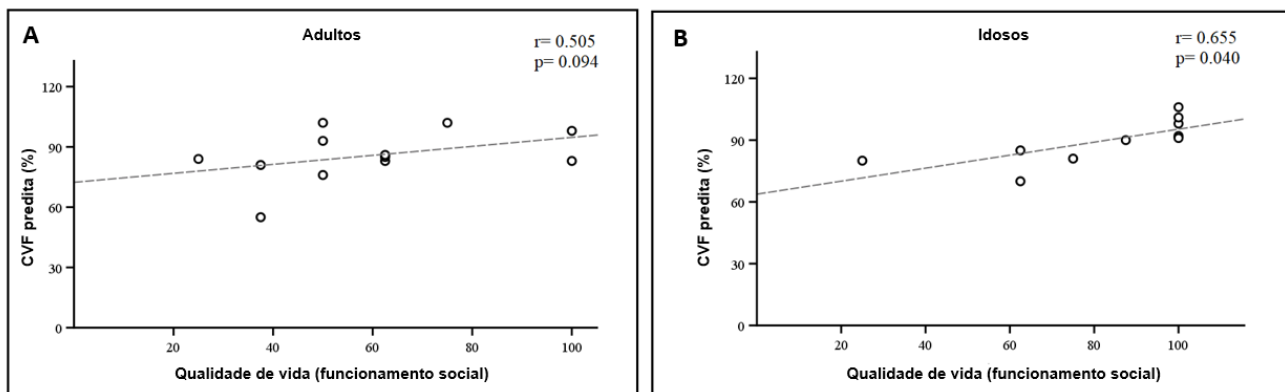 A
Adultos
r= 0.505
p= 0.094
CVF predita (%)
120
90
60
30
0
20 40 60 80 100
Qualidade de vida (funcionamento social)
B
Idosos
r= 0.655
p= 0.040
CVF predita (%)
120
90
60
30
0
20 40 60 80 100
Qualidade de vida (funcionamento social)